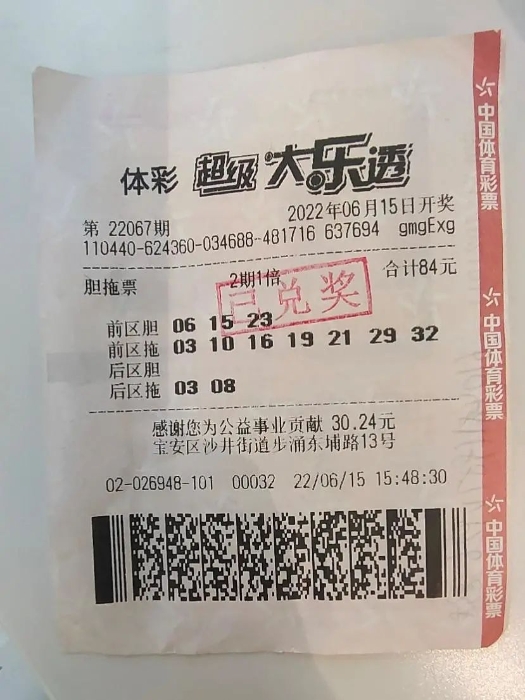 体彩 超级大乐透
2022年06月15日开奖
第 22067期
110440-624360-034688-481716 637694 gmgExg
胆拖票 2期1倍 合计84元
已兑奖
前区胆 06 15 23
前区拖 03 10 16 19 21 29 32
后区胆
后区拖 03 08
感谢您为公益事业贡献 30.24元
宝安区沙井街道步涌东埔路13号
02-026948-101 00032 22/06/15 15:48:30
中国体育彩票
中国体育彩票
中国体育彩票